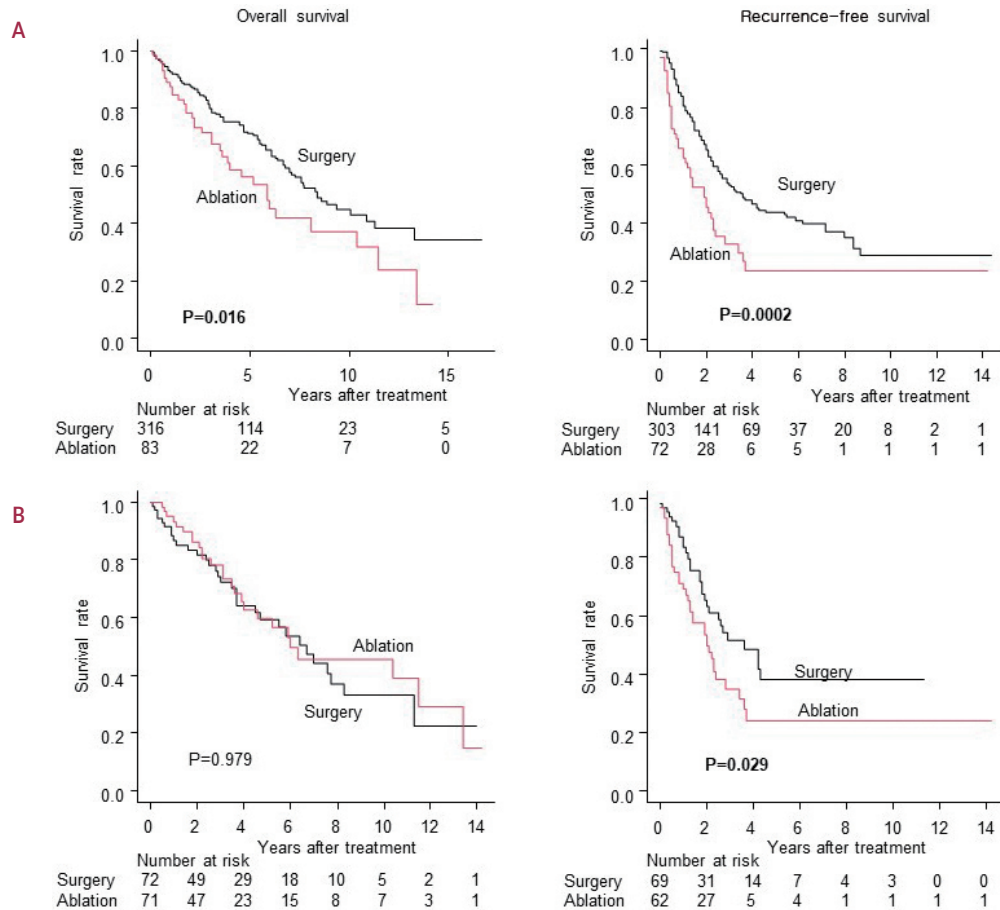 A
Overall survival
Recurrence-free survival
1.0
0.8
0.6
0.4
0.2
0.0
Survival rate
Surgery
Ablation
P=0.016
0 5 10 15
Years after treatment
Number at risk
Surgery 316 114 23 5
Ablation 83 22 7 0
1.0
0.8
0.6
0.4
0.2
0.0
Survival rate
Surgery
Ablation
P=0.0002
0 2 4 6 8 10 12 14
Years after treatment
Number at risk
Surgery 303 141 69 37 20 8 2 1
Ablation 72 28 6 5 1 1 1 1
B
1.0
0.8
0.6
0.4
0.2
0.0
Survival rate
Ablation
Surgery
P=0.979
0 2 4 6 8 10 12 14
Years after treatment
Number at risk
Surgery 72 49 29 18 10 5 2 1
Ablation 71 47 23 15 8 7 3 1
1.0
0.8
0.6
0.4
0.2
0.0
Survival rate
Surgery
Ablation
P=0.029
0 2 4 6 8 10 12 14
Years after treatment
Number at risk
Surgery 69 31 14 7 4 3 0 0
Ablation 62 27 5 4 1 1 1 1